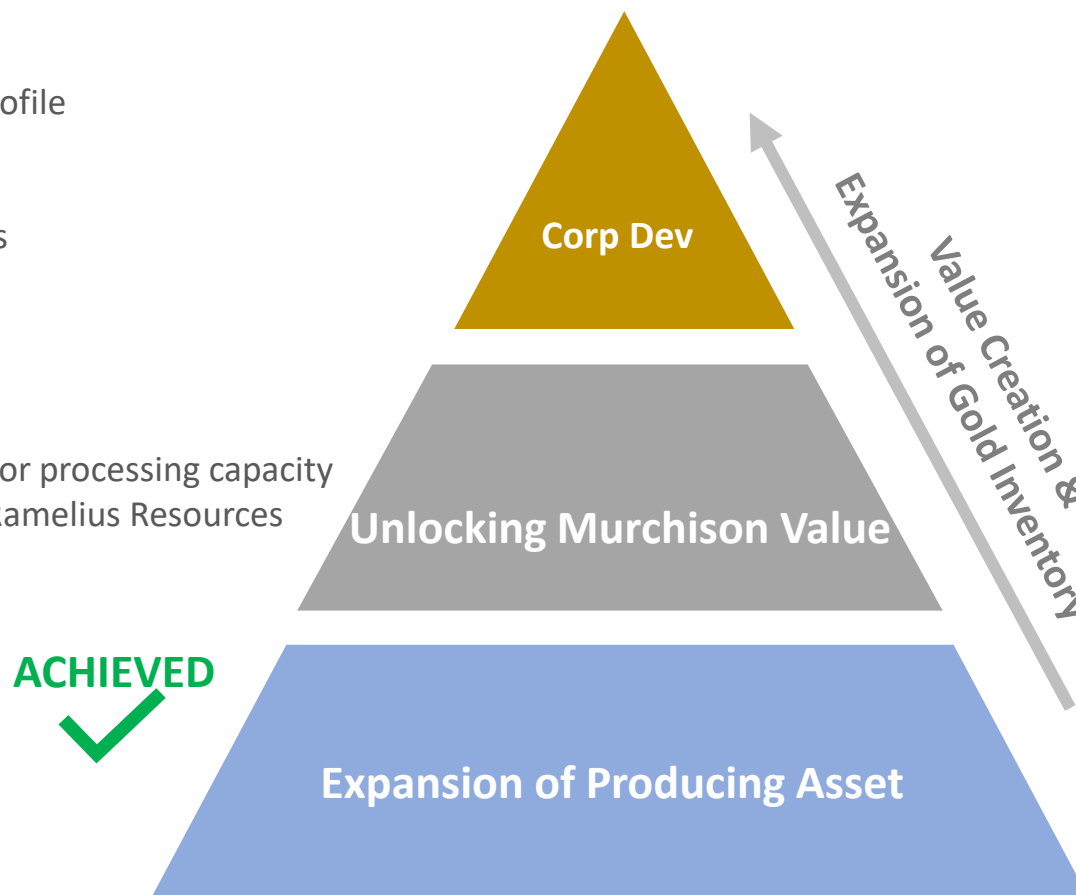 ofile
Corp Dev
s
Value Creation &
Expansion of Gold Inventory
or processing capacity
Ramelius Resources
Unlocking Murchison Value
ACHIEVED
Expansion of Producing Asset